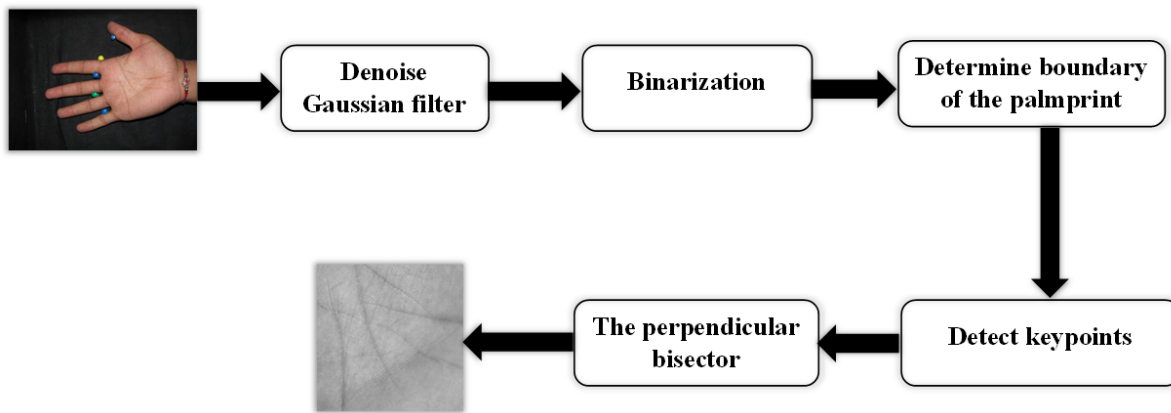 Denoise
Gaussian filter
Binarization
Determine boundary
of the palmprint
Detect keypoints
The perpendicular
bisector